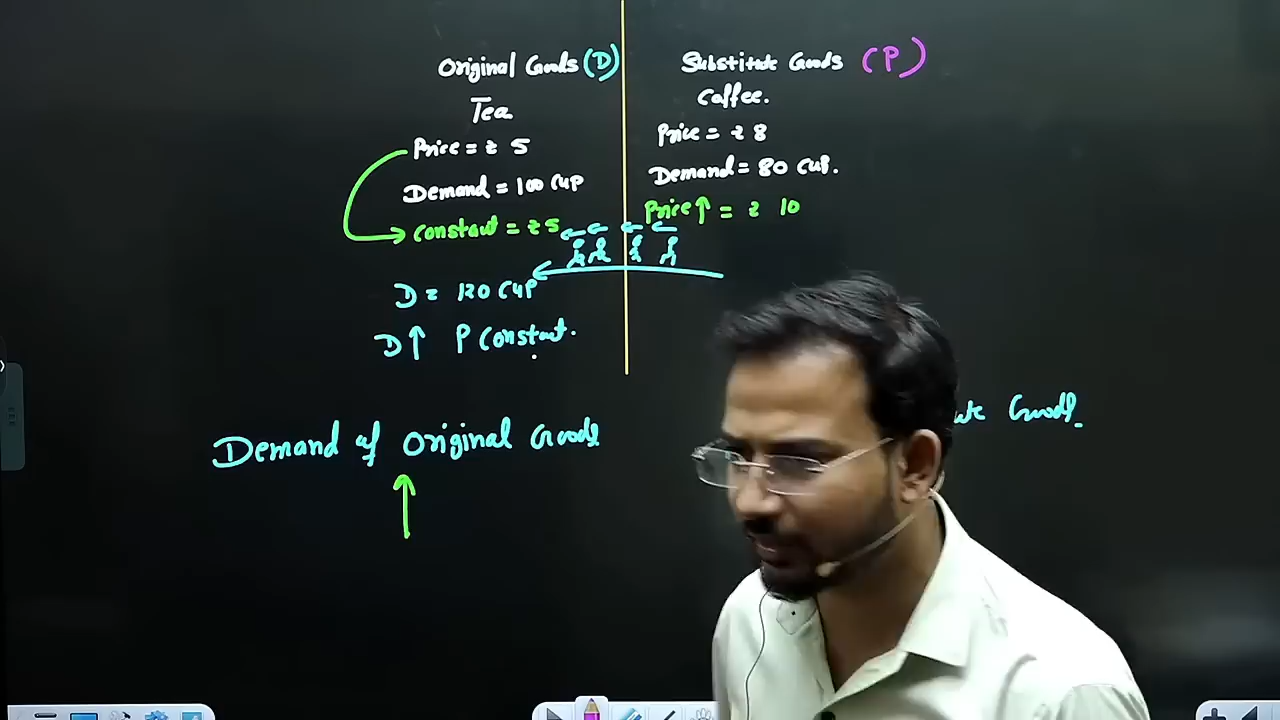 Original Goods (D)
Tea
Price = ₹ 5
Demand = 100 Cup
Constant = ₹ 5
D = 120 Cup
D↑ P Constant.
Substitute Goods (P)
Coffee.
Price = ₹ 8
Demand = 80 Cup.
Price↑ = ₹ 10
Demand of Original Goods
Goods.
↑